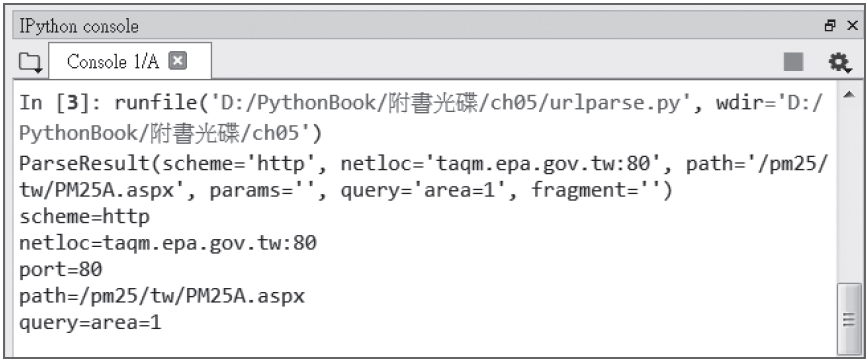 IPython console
Console 1/A
In [3]: runfile('D:/PythonBook/附書光碟/ch05/urlparse.py', wdir='D:/
PythonBook/附書光碟/ch05')
ParseResult(scheme='http', netloc='taqm.epa.gov.tw:80', path='/pm25/
tw/PM25A.aspx', params='', query='area=1', fragment='')
scheme=http
netloc=taqm.epa.gov.tw:80
port=80
path=/pm25/tw/PM25A.aspx
query=area=1